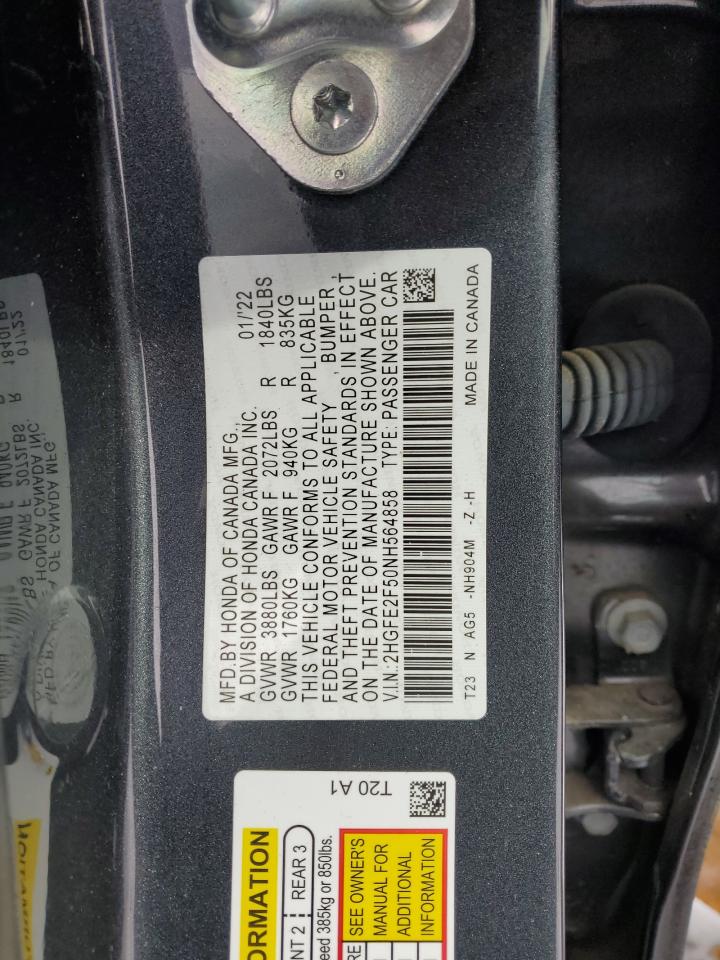 MFD.BY HONDA OF CANADA MFG., 01/'22
A DIVISION OF HONDA CANADA INC.
GVWR 3880LBS GAWR F 2072LBS R 1840LBS
GVWR 1760KG GAWR F 940KG R 835KG
THIS VEHICLE CONFORMS TO ALL APPLICABLE
FEDERAL MOTOR VEHICLE SAFETY , BUMPER ,
AND THEFT PREVENTION STANDARDS IN EFFECT
ON THE DATE OF MANUFACTURE SHOWN ABOVE.
V.I.N.:2HGFE2F50NH564858 TYPE: PASSENGER CAR
T23 N AG5 -NH904M -Z -H MADE IN CANADA
T20 A1
ORMATION
NT 2 REAR 3
eed 385kg or 850lbs.
RE SEE OWNER'S
MANUAL FOR
ADDITIONAL
INFORMATION